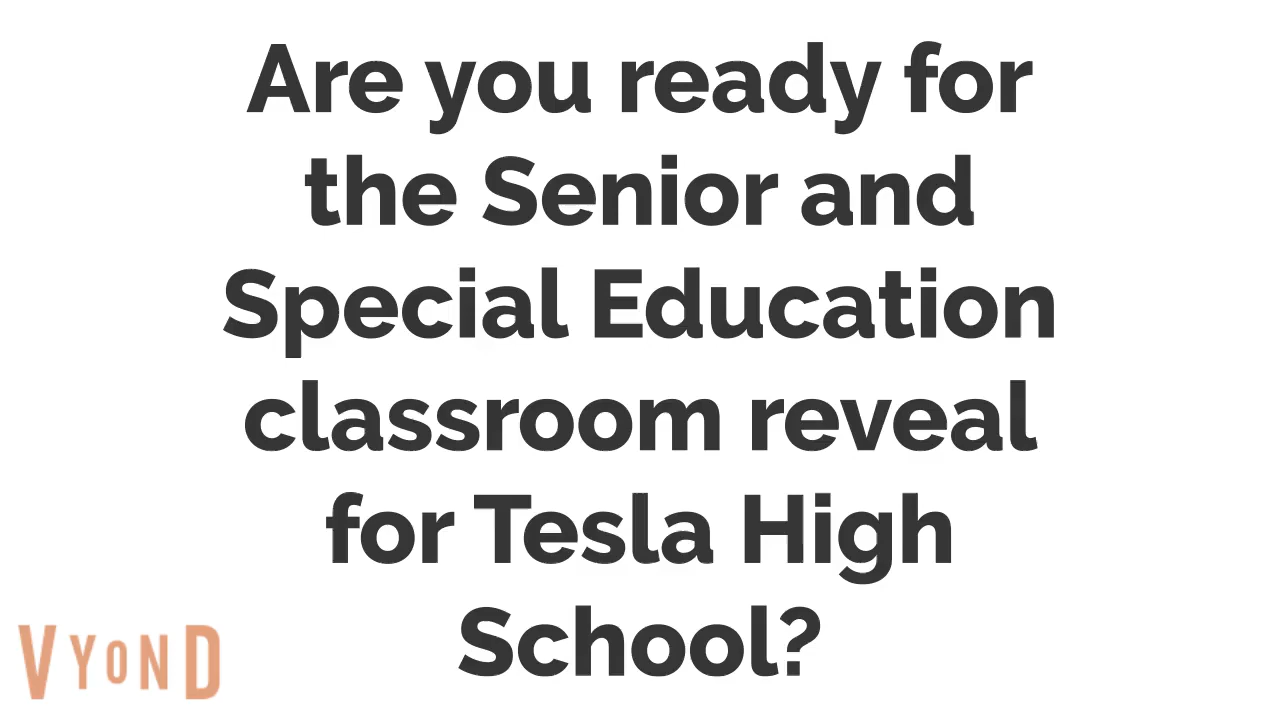 Are you ready for
the Senior and
Special Education
classroom reveal
for Tesla High
School?
VYOND